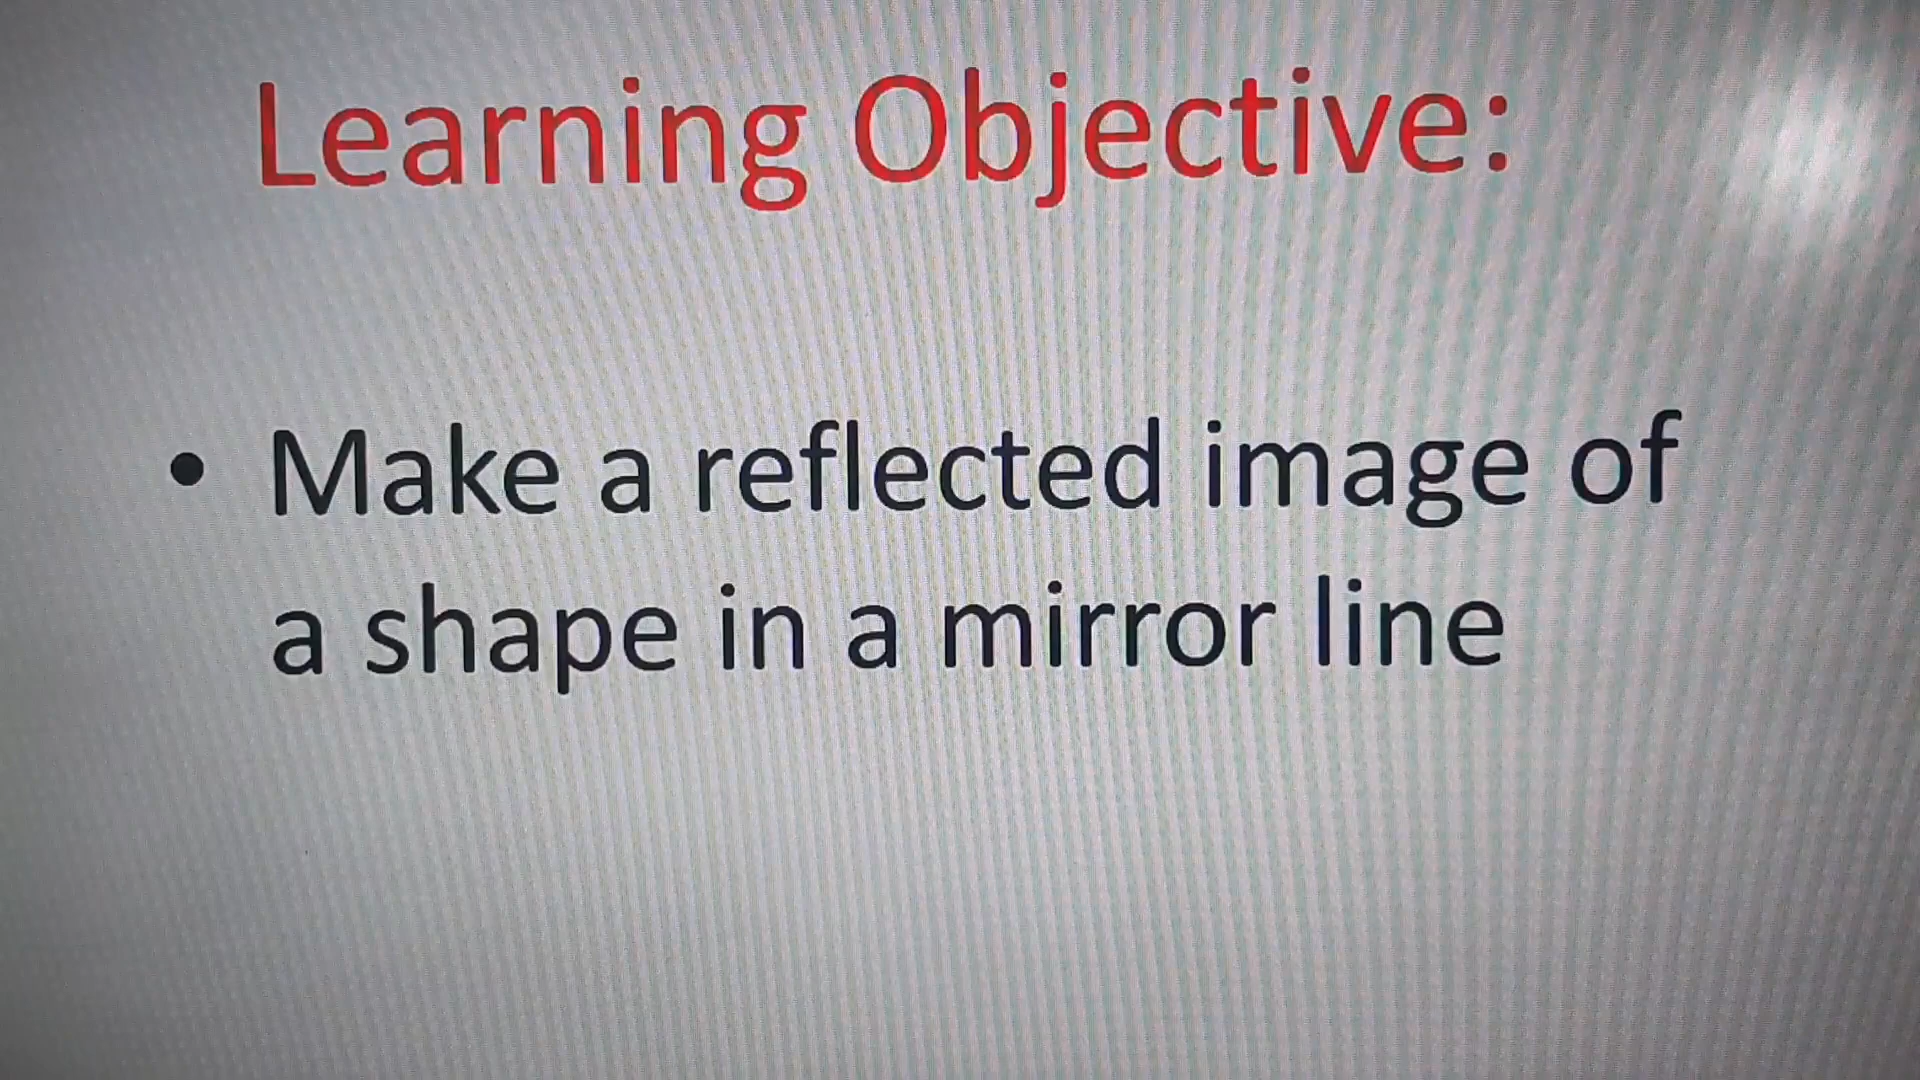 Learning Objective:
• Make a reflected image of
a shape in a mirror line